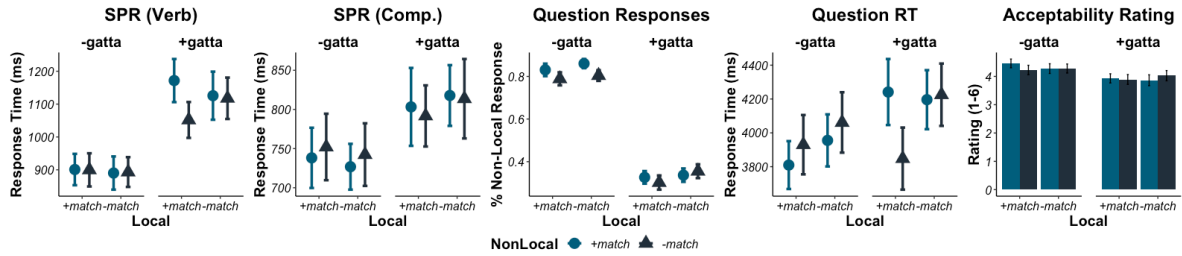 SPR (Verb)
-gatta
+gatta
Response Time (ms)
1200
1100
1000
900
+match
-match
+match
-match
Local
SPR (Comp.)
-gatta
+gatta
Response Time (ms)
850
800
750
700
+match
-match
+match
-match
Local
Question Responses
-gatta
+gatta
% Non-Local Response
0.8
0.6
0.4
+match
-match
+match
-match
Local
Question RT
-gatta
+gatta
Response Time (ms)
4400
4200
4000
3800
+match
-match
+match
-match
Local
Acceptability Rating
-gatta
+gatta
Rating (1-6)
4
3
2
1
0
+match
-match
+match
-match
Local
NonLocal +match -match